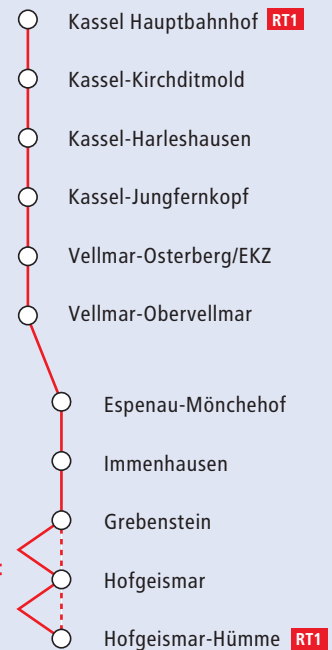 Kassel Hauptbahnhof RT1
Kassel-Kirchditmold
Kassel-Harleshausen
Kassel-Jungfernkopf
Vellmar-Osterberg/EKZ
Vellmar-Obervellmar
Espenau-Mönchehof
Immenhausen
Grebenstein
Hofgeismar
Hofgeismar-Hümme RT1